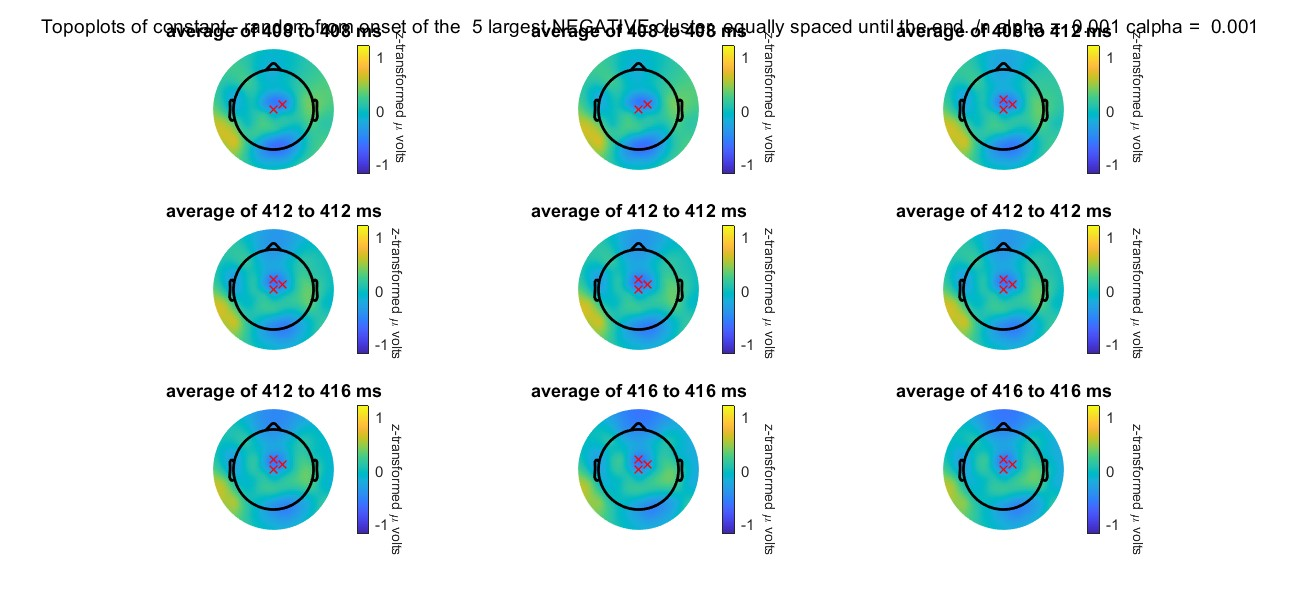 Topoplots of constant - random from onset of the 5 largest NEGATIVE cluster, equally spaced until the end. /n alpha = 0.001 calpha = 0.001
average of 408 to 408 ms
average of 408 to 408 ms
average of 408 to 412 ms
1
0
-1
z-transformed μ volts
1
0
-1
z-transformed μ volts
1
0
-1
z-transformed μ volts
average of 412 to 412 ms
average of 412 to 412 ms
average of 412 to 412 ms
1
0
-1
z-transformed μ volts
1
0
-1
z-transformed μ volts
1
0
-1
z-transformed μ volts
average of 412 to 416 ms
average of 416 to 416 ms
average of 416 to 416 ms
1
0
-1
z-transformed μ volts
1
0
-1
z-transformed μ volts
1
0
-1
z-transformed μ volts